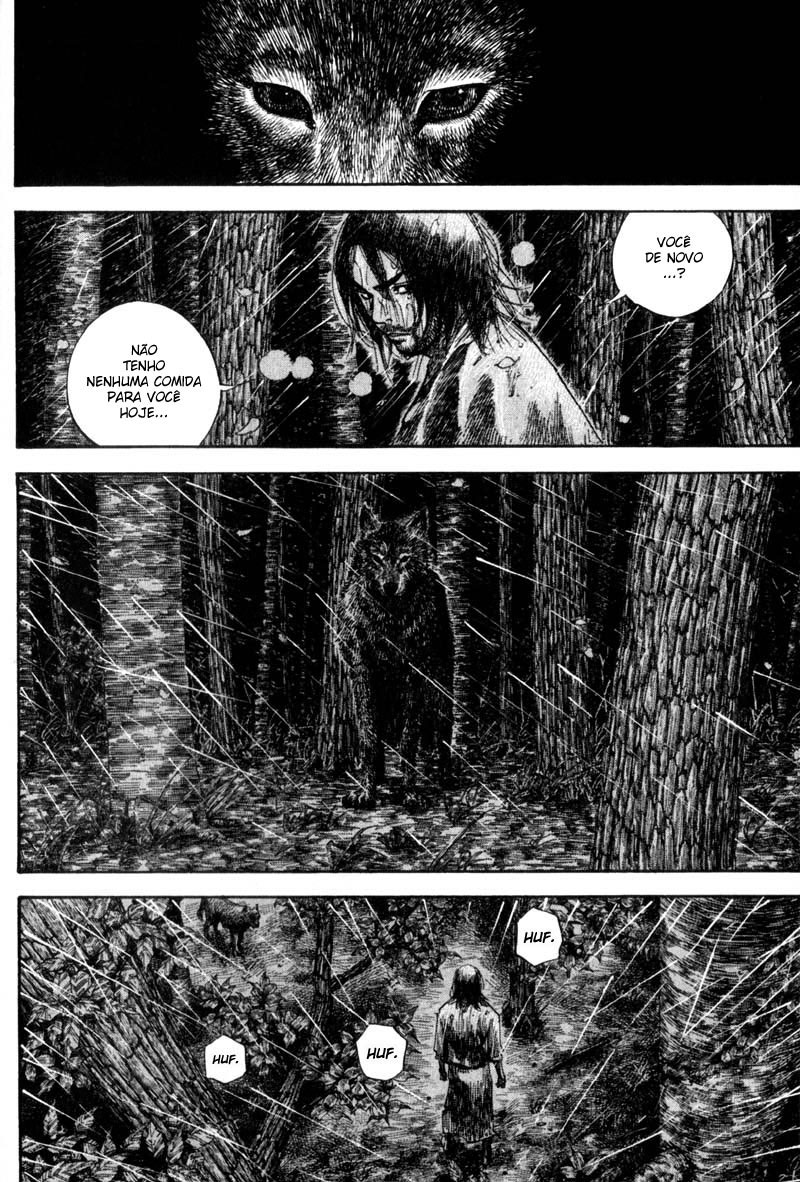 VOCÊ
DE NOVO
...?
NÃO
TENHO
NENHUMA COMIDA
PARA VOCÊ
HOJE...
HUF.
HUF.
HUF.